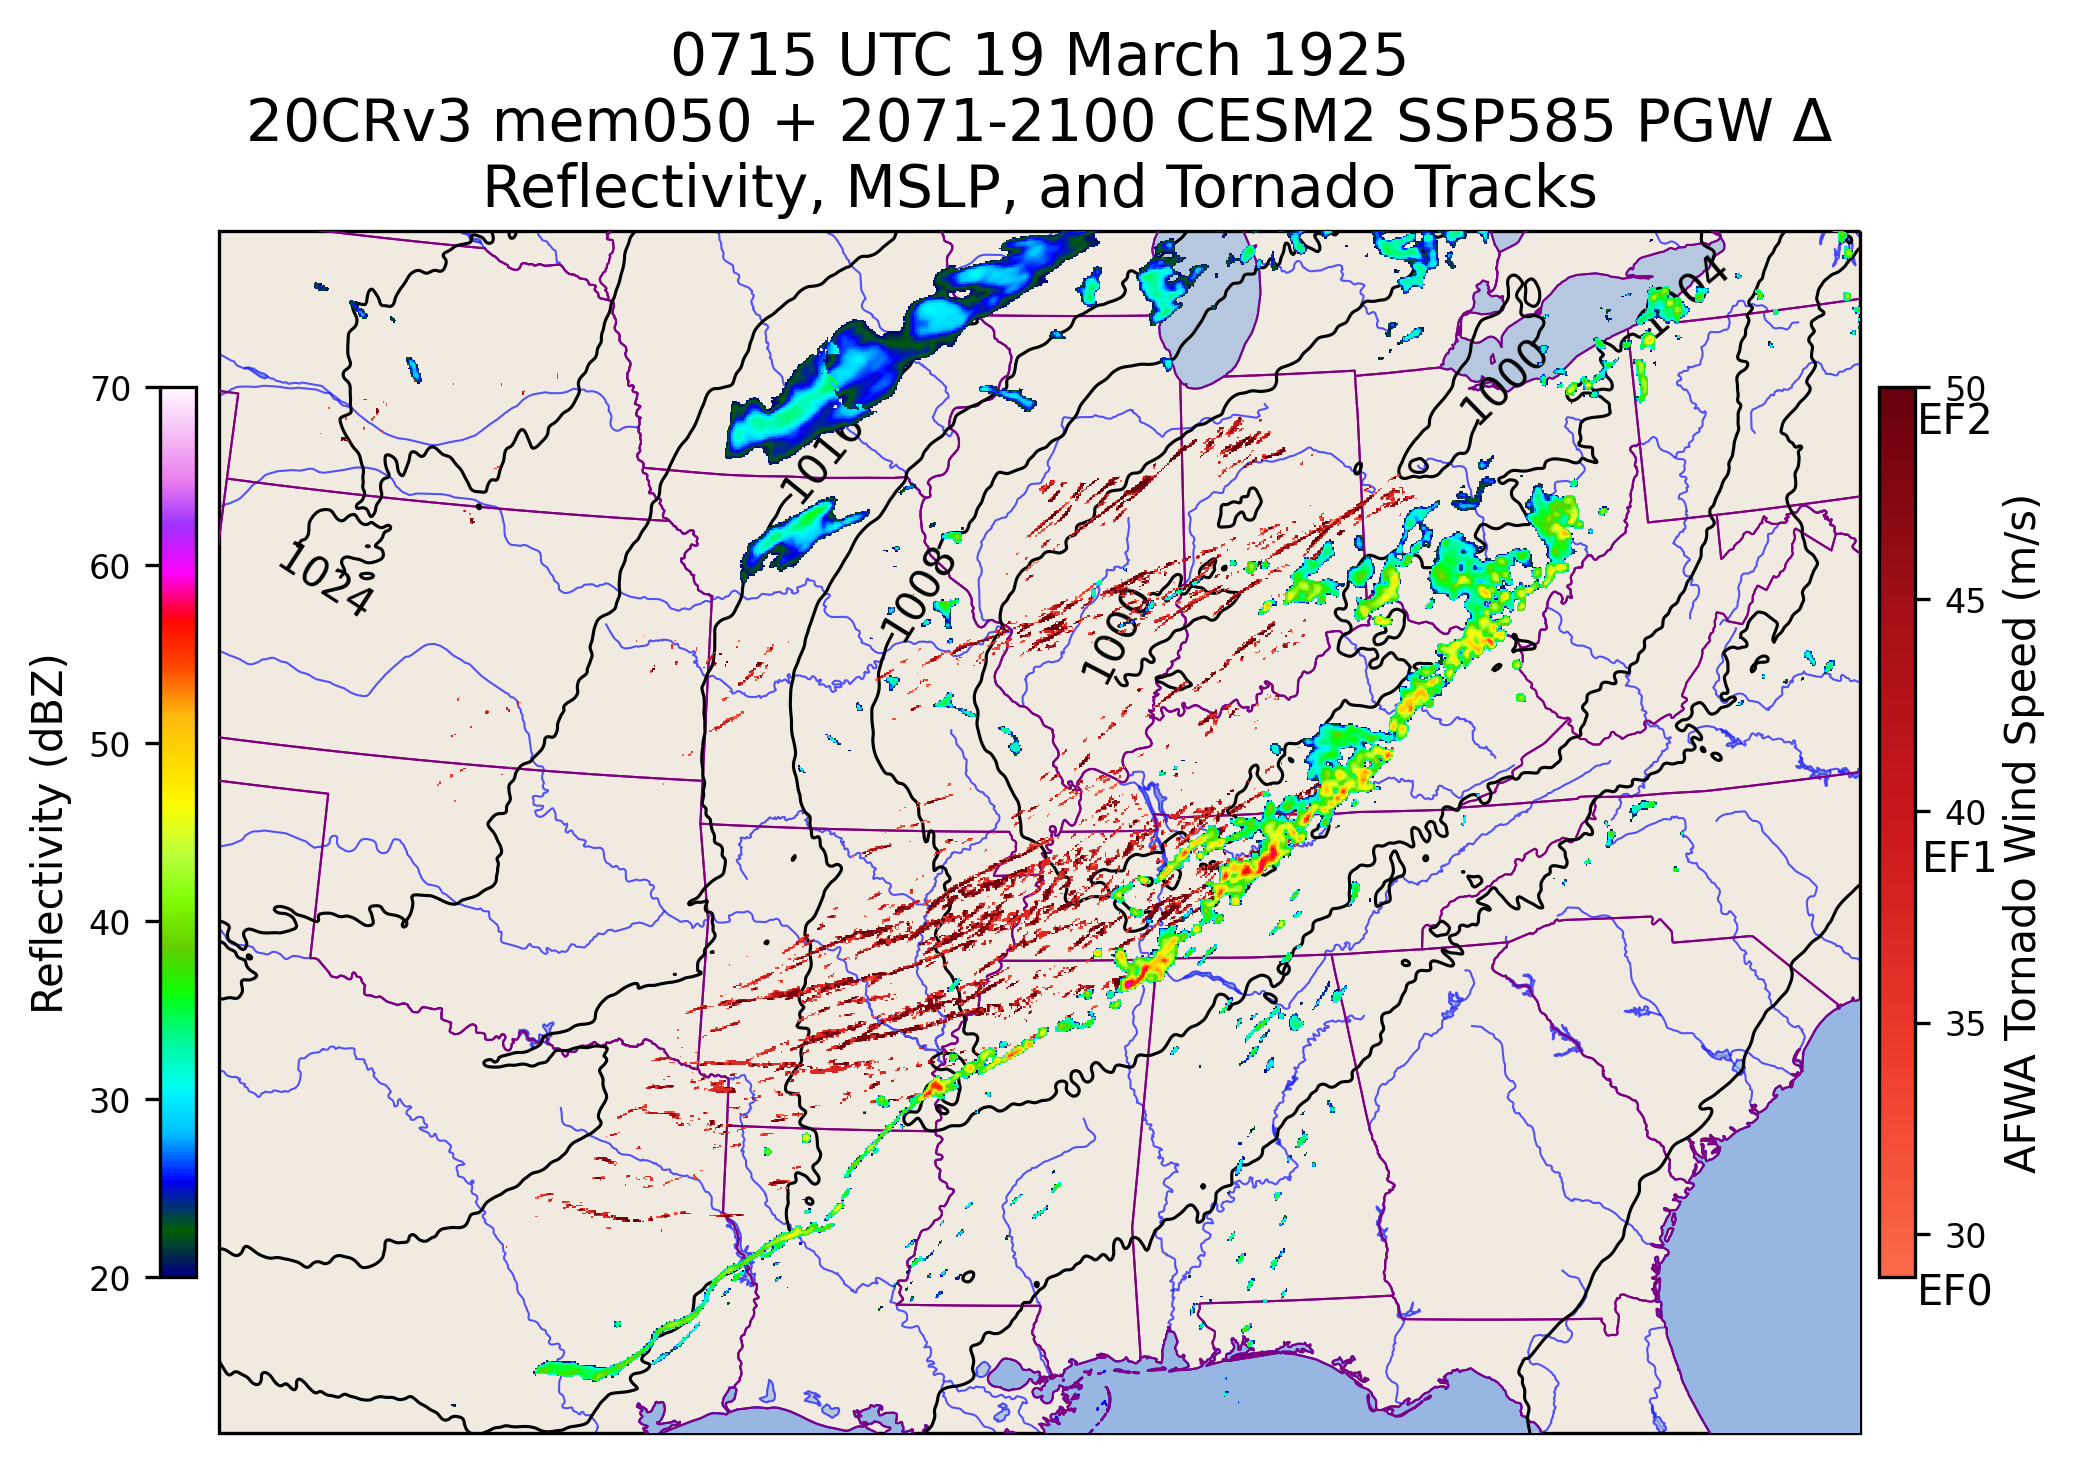 0715 UTC 19 March 1925
20CRv3 mem050 + 2071-2100 CESM2 SSP585 PGW Δ
Reflectivity, MSLP, and Tornado Tracks
70
60
50
40
30
20
Reflectivity (dBZ)
1024
1016
1008
1000
1000
1004
50
EF2
45
40
EF1
35
30
EF0
AFWA Tornado Wind Speed (m/s)